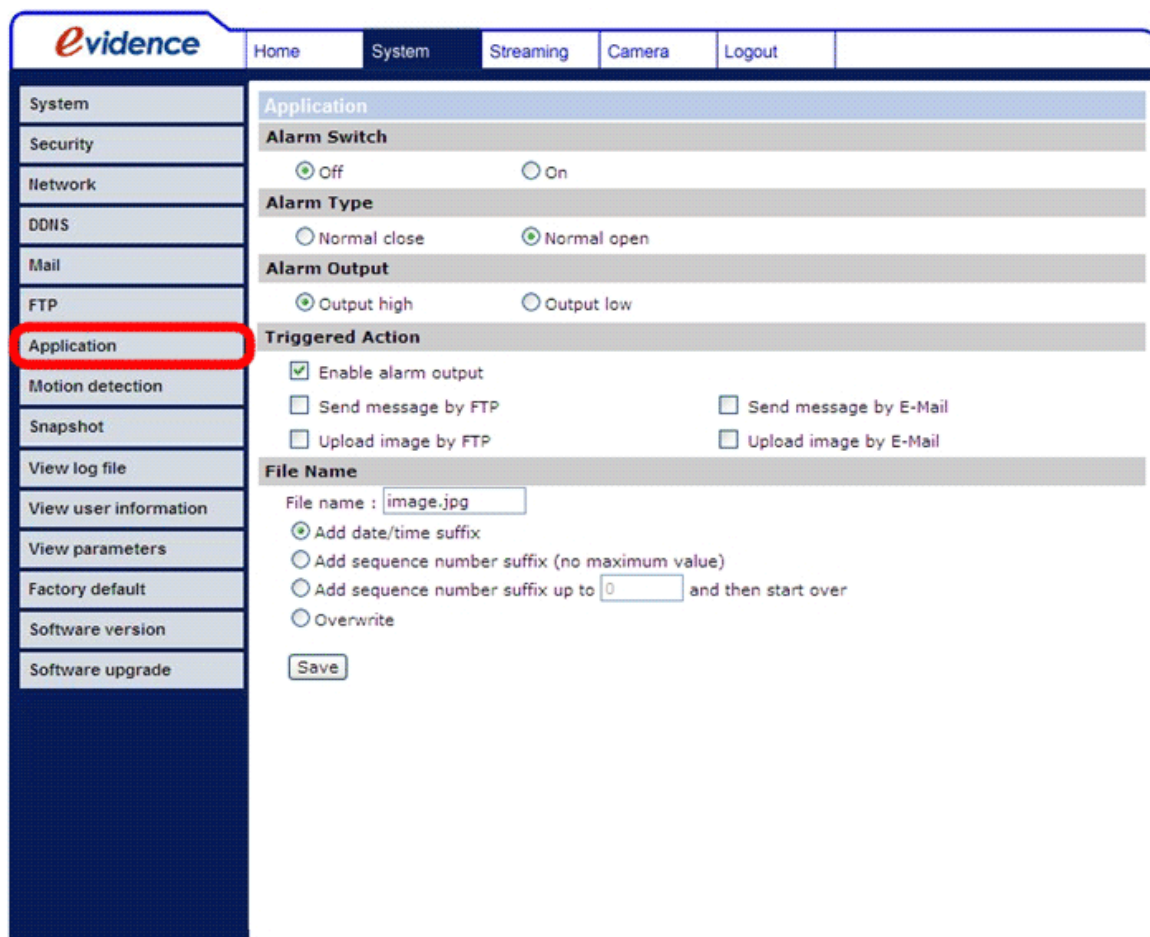 evidence
Home System Streaming Camera Logout
System
Security
Network
DDNS
Mail
FTP
Application
Motion detection
Snapshot
View log file
View user information
View parameters
Factory default
Software version
Software upgrade
Application
Alarm Switch
Off On
Alarm Type
Normal close Normal open
Alarm Output
Output high Output low
Triggered Action
Enable alarm output
Send message by FTP Send message by E-Mail
Upload image by FTP Upload image by E-Mail
File Name
File name : image.jpg
Add date/time suffix
Add sequence number suffix (no maximum value)
Add sequence number suffix up to 0 and then start over
Overwrite
Save